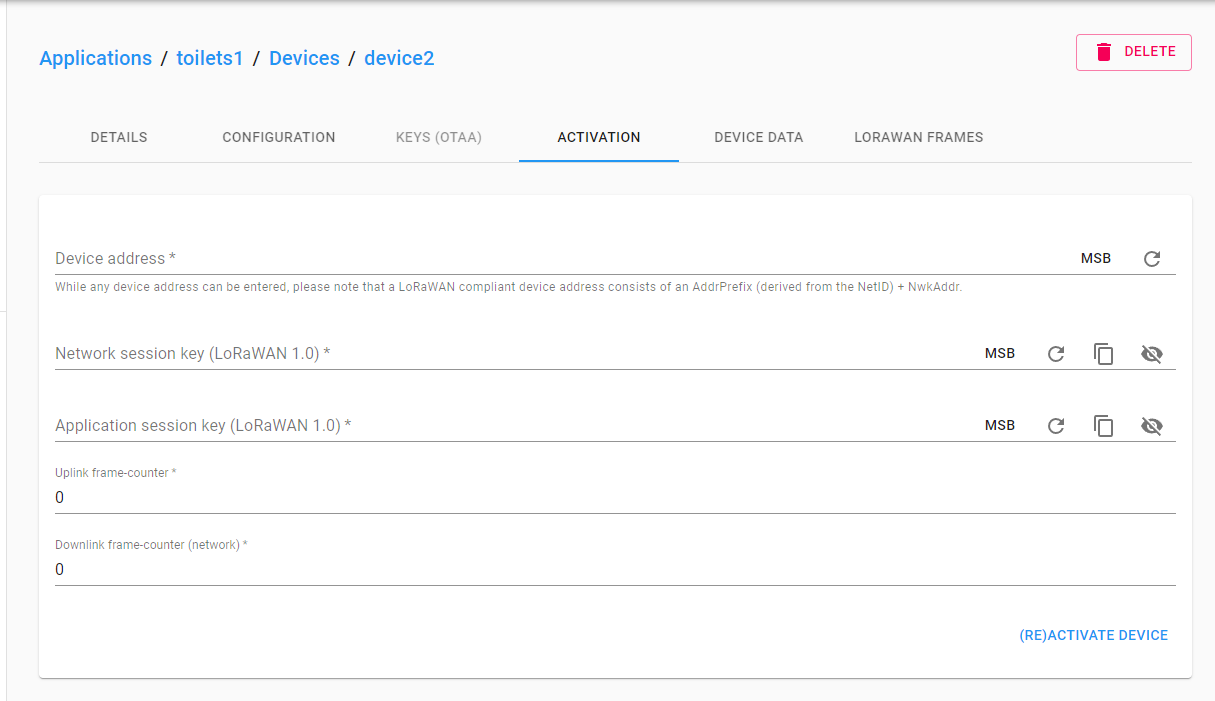 Applications / toilets1 / Devices / device2
DELETE
DETAILS CONFIGURATION KEYS (OTAA) ACTIVATION DEVICE DATA LORAWAN FRAMES
Device address * MSB
While any device address can be entered, please note that a LoRaWAN compliant device address consists of an AddrPrefix (derived from the NetID) + NwkAddr.
Network session key (LoRaWAN 1.0) * MSB
Application session key (LoRaWAN 1.0) * MSB
Uplink frame-counter *
0
Downlink frame-counter (network) *
0
(RE)ACTIVATE DEVICE